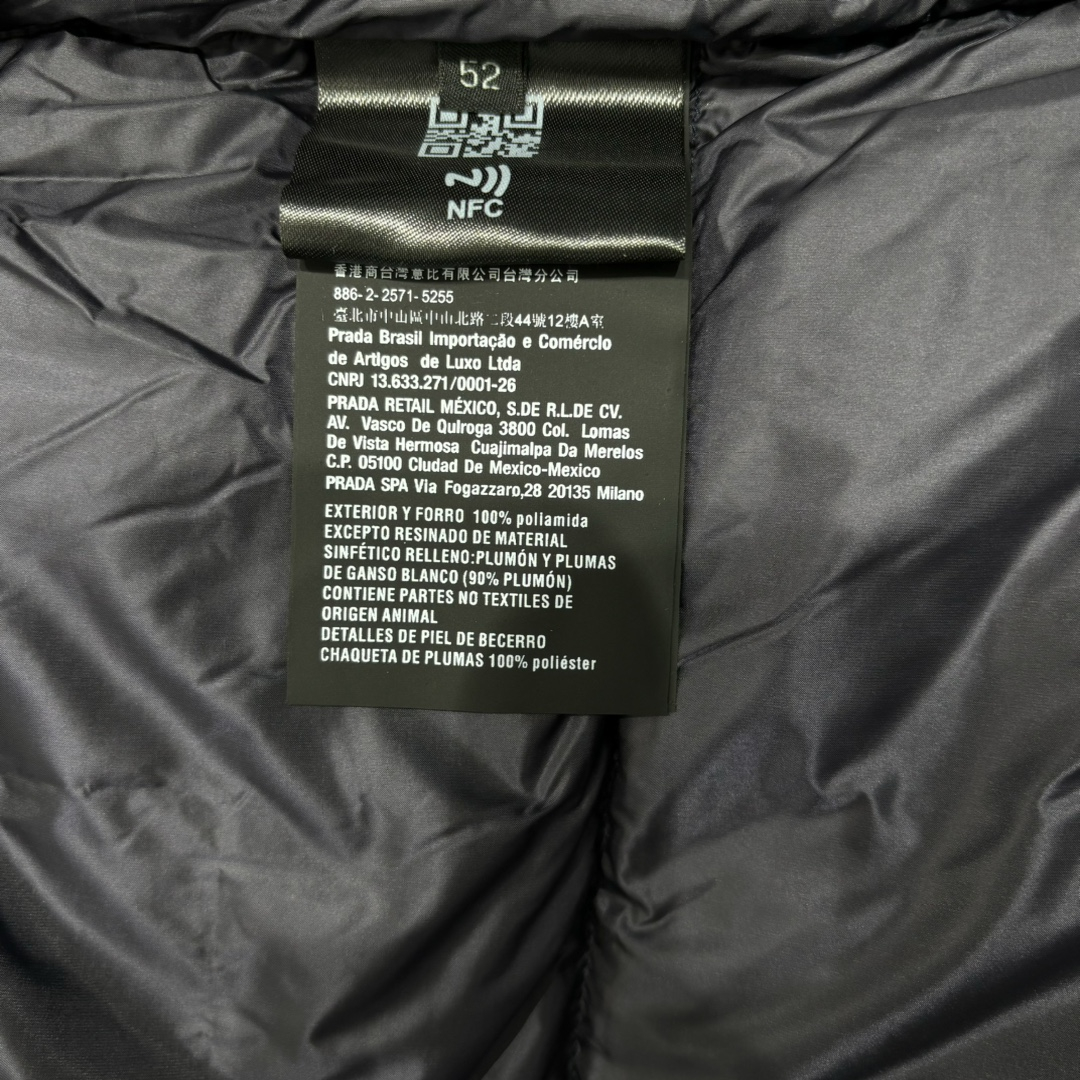 52
NFC
香港商台灣意比有限公司台灣分公司
886-2-2571-5255
臺北市中山區中山北路二段44號12樓A室
Prada Brasil Importação e Comérclo
de Artlgos de Luxo Ltda
CNPJ 13.633.271/0001-26
PRADA RETAIL MÉXICO, S.DE R.L.DE CV.
AV. Vasco De Qulroga 3800 Col. Lomas
De Vista Hermosa Cuajimalpa Da Merelos
C.P. 05100 Cludad De Mexico-Mexico
PRADA SPA Via Fogazzaro,28 20135 Milano
EXTERIOR Y FORRO 100% poliamida
EXCEPTO RESINADO DE MATERIAL
SINFÉTICO RELLENO:PLUMÓN Y PLUMAS
DE GANSO BLANCO (90% PLUMÓN)
CONTIENE PARTES NO TEXTILES DE
ORIGEN ANIMAL
DETALLES DE PIEL DE BECERRO
CHAQUETA DE PLUMAS 100% poliéster